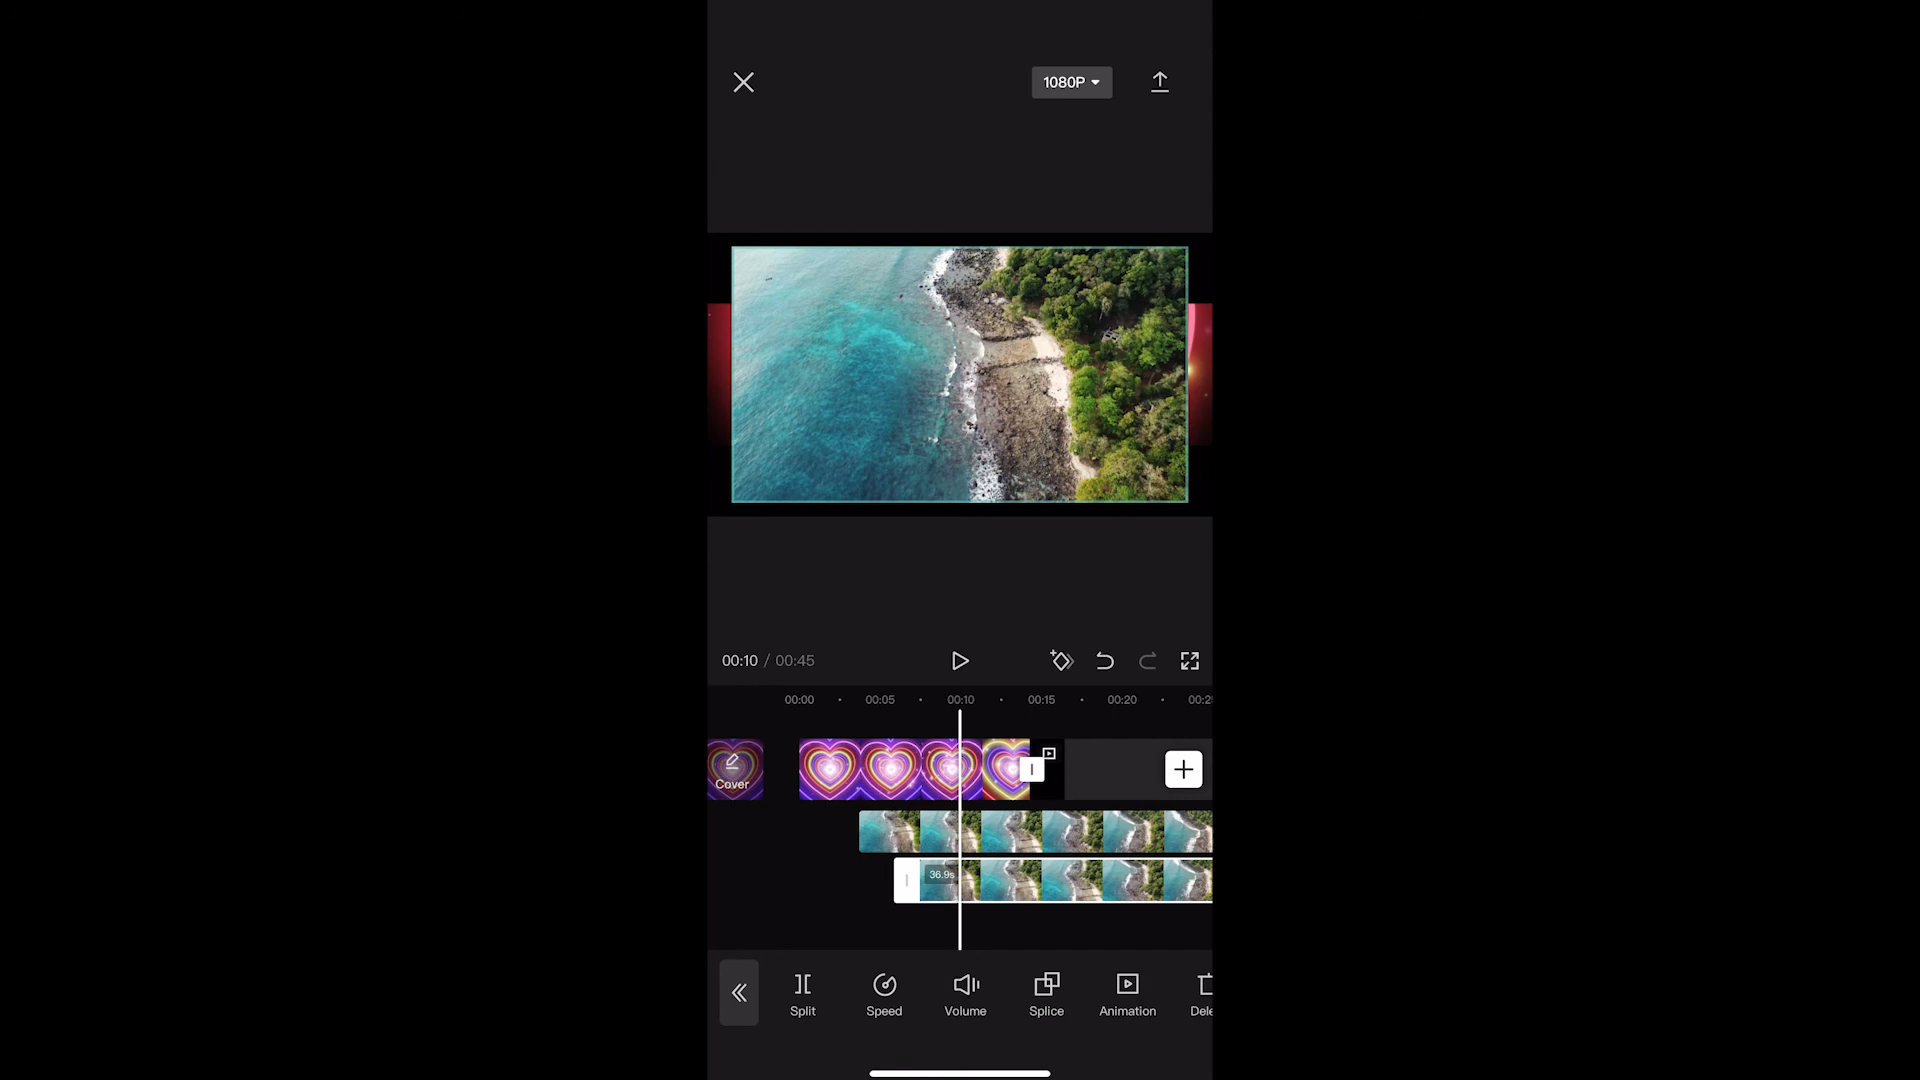 1080P
00:10 / 00:45
00:00 00:05 00:10 00:15 00:20
Cover
36.9s
Split Speed Volume Splice Animation Dele